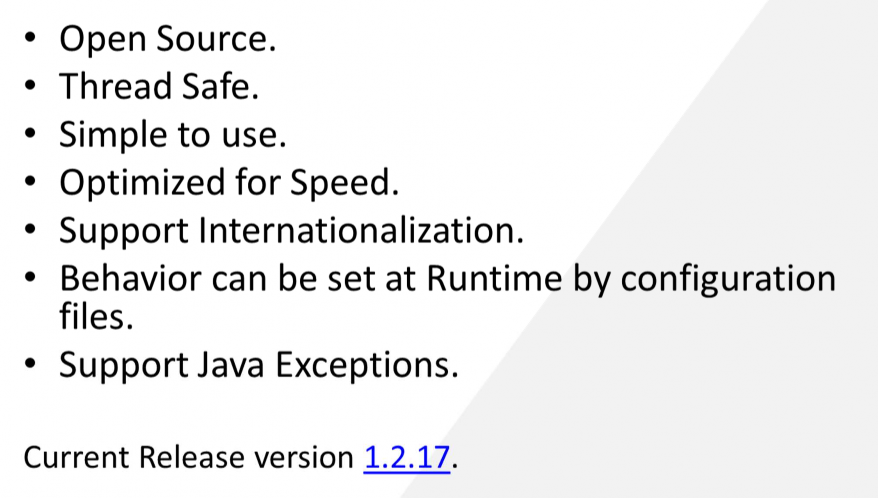 • Open Source.
• Thread Safe.
• Simple to use.
• Optimized for Speed.
• Support Internationalization.
• Behavior can be set at Runtime by configuration
files.
• Support Java Exceptions.
Current Release version 1.2.17.